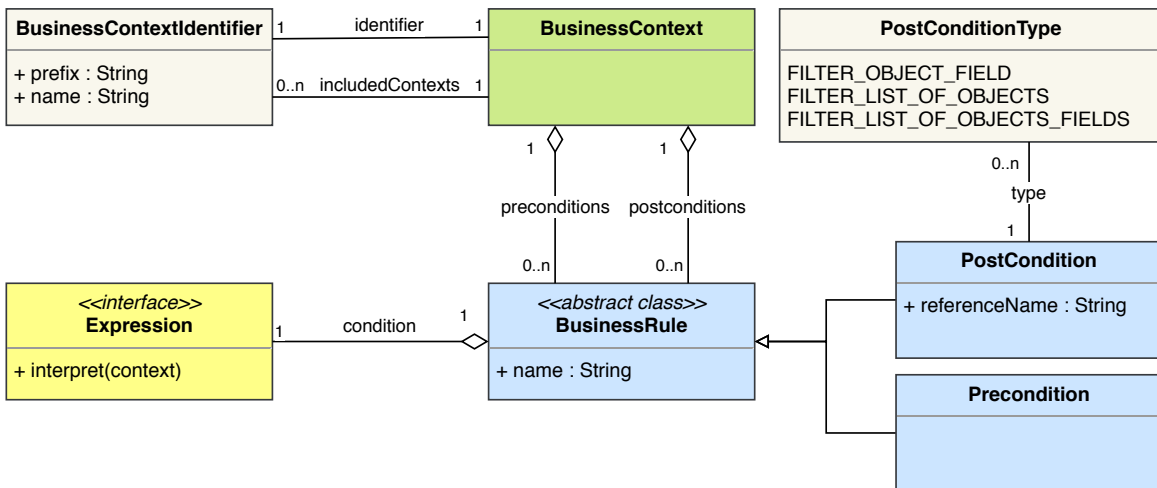 BusinessContextIdentifier
+ prefix : String
+ name : String
1
identifier
1
0..n
includedContexts
1
BusinessContext
PostConditionType
FILTER_OBJECT_FIELD
FILTER_LIST_OF_OBJECTS
FILTER_LIST_OF_OBJECTS_FIELDS
1
1
preconditions
postconditions
0..n
0..n
0..n
type
1
<<interface>>
Expression
+ interpret(context)
1
condition
1
<<abstract class>>
BusinessRule
+ name : String
PostCondition
+ referenceName : String
Precondition